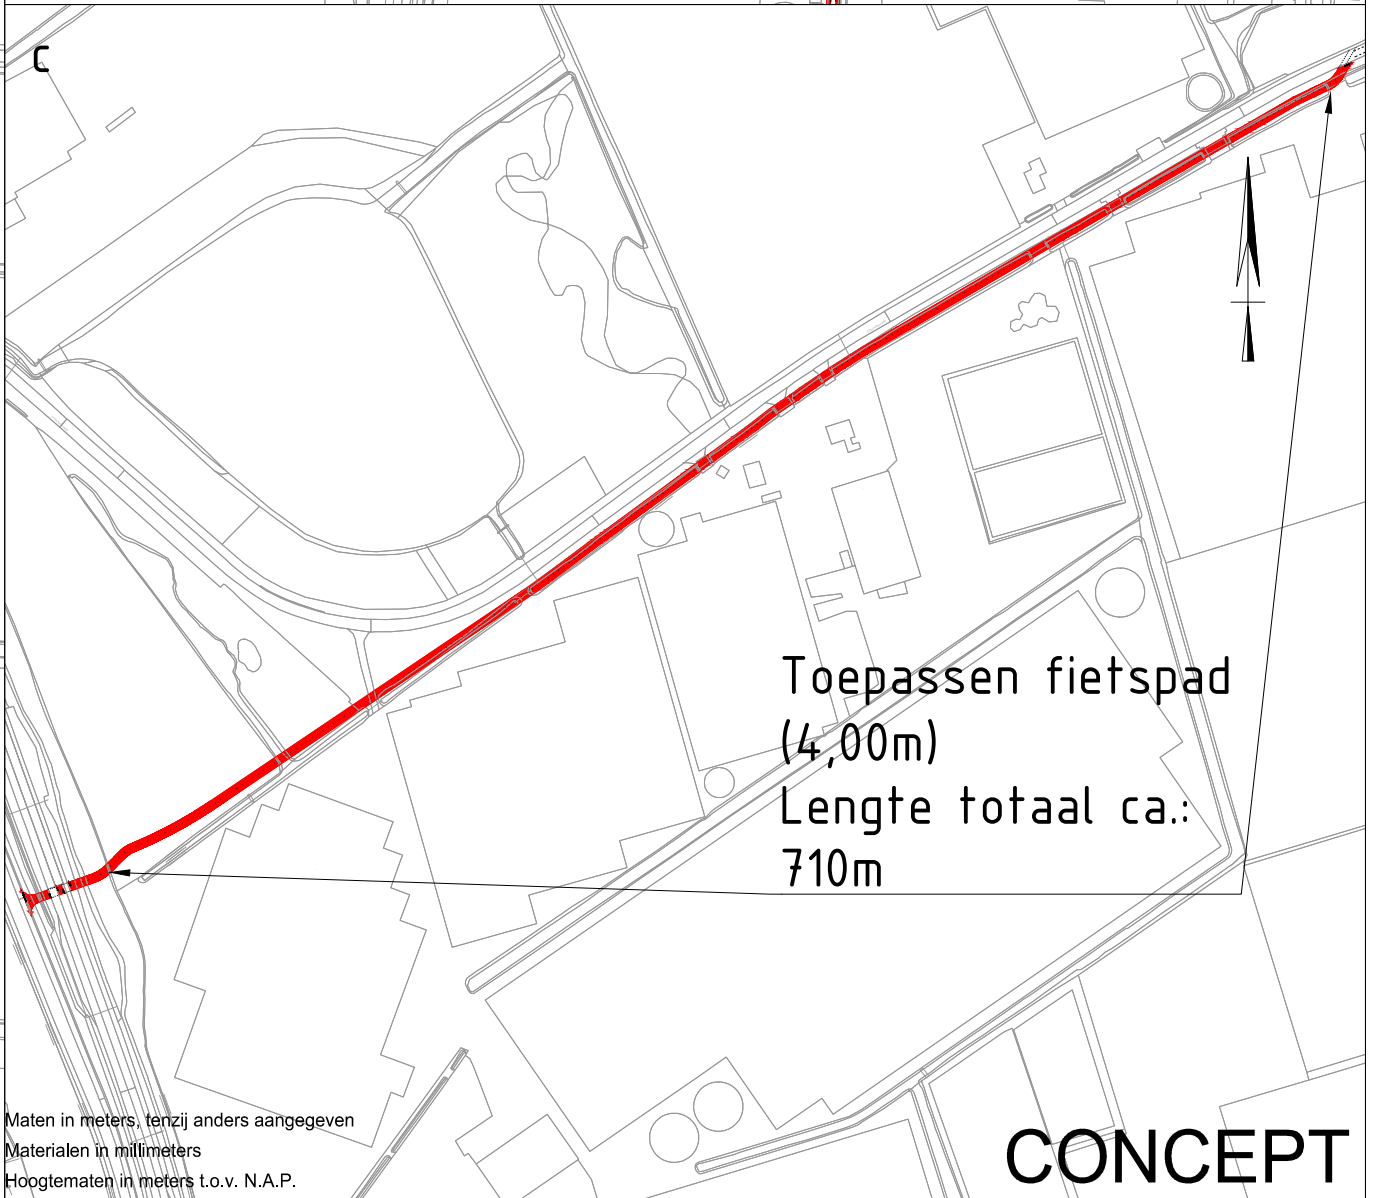 C
Toepassen fietspad
(4,00m)
Lengte totaal ca.:
710m
Maten in meters, tenzij anders aangegeven
Materialen in millimeters
Hoogtematen in meters t.o.v. N.A.P.
CONCEPT